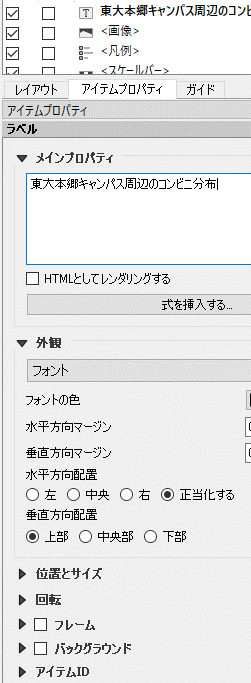 東大本郷キャンパス周辺のコンビ
<画像>
<凡例>
<スケールバー>
レイアウト アイテムプロパティ ガイド
アイテムプロパティ
ラベル
メインプロパティ
東大本郷キャンパス周辺のコンビニ分布
HTMLとしてレンダリングする
式を挿入する...
外観
フォント
フォントの色
水平方向マージン
垂直方向マージン
水平方向配置
左 中央 右 正当化する
垂直方向配置
上部 中央部 下部
位置とサイズ
回転
フレーム
バックグラウンド
アイテムID